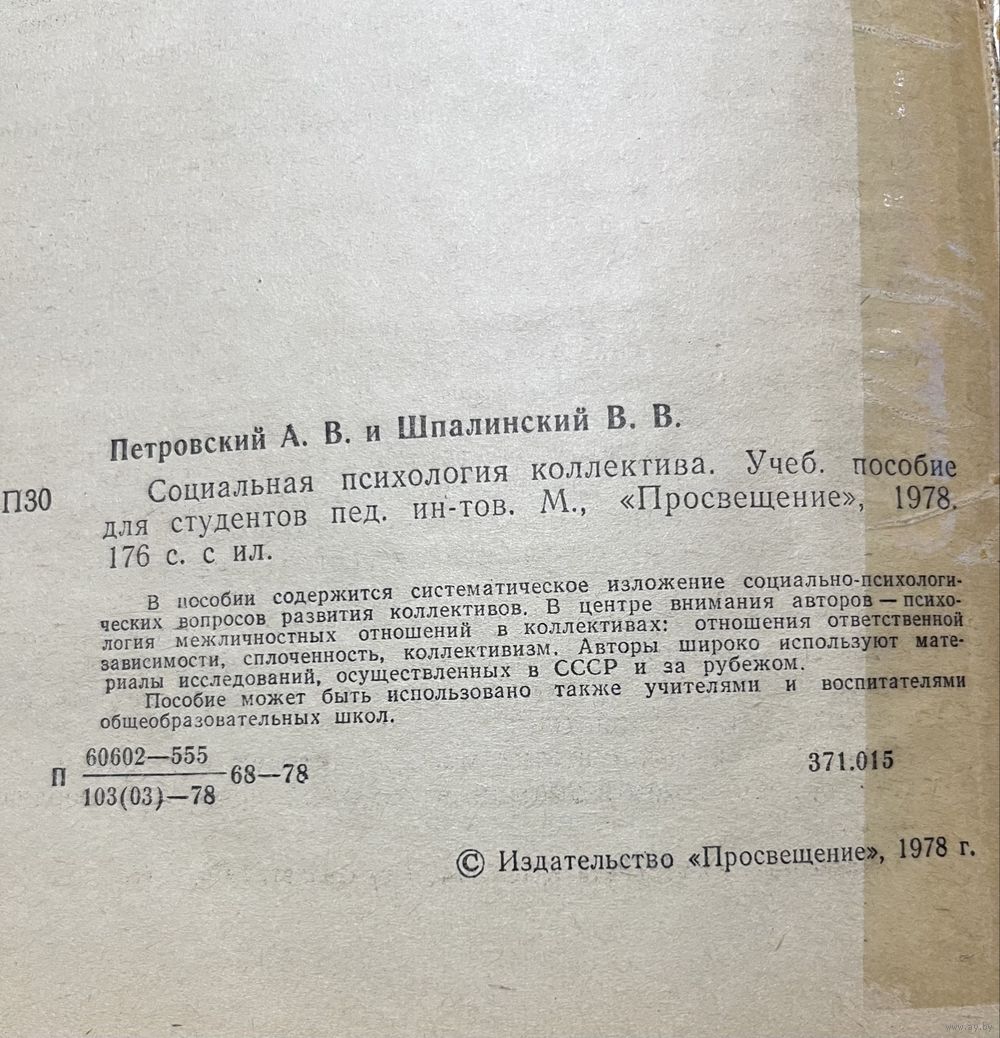 Петровский А. В. и Шпалинский В. В.
П30 Социальная психология коллектива. Учеб. пособие
для студентов пед. ин-тов. М., «Просвещение», 1978.
176 с. с ил.
В пособии содержится систематическое изложение социально-психологи-
ческих вопросов развития коллективов. В центре внимания авторов — психо-
логия межличностных отношений в коллективах: отношения ответственной
зависимости, сплоченность, коллективизм. Авторы широко используют мате-
риалы исследований, осуществленных в СССР и за рубежом.
Пособие может быть использовано также учителями и воспитателями
общеобразовательных школ.
60602—555
П 68—78 371.015
103(03)—78
© Издательство «Просвещение», 1978 г.
www.ay.by